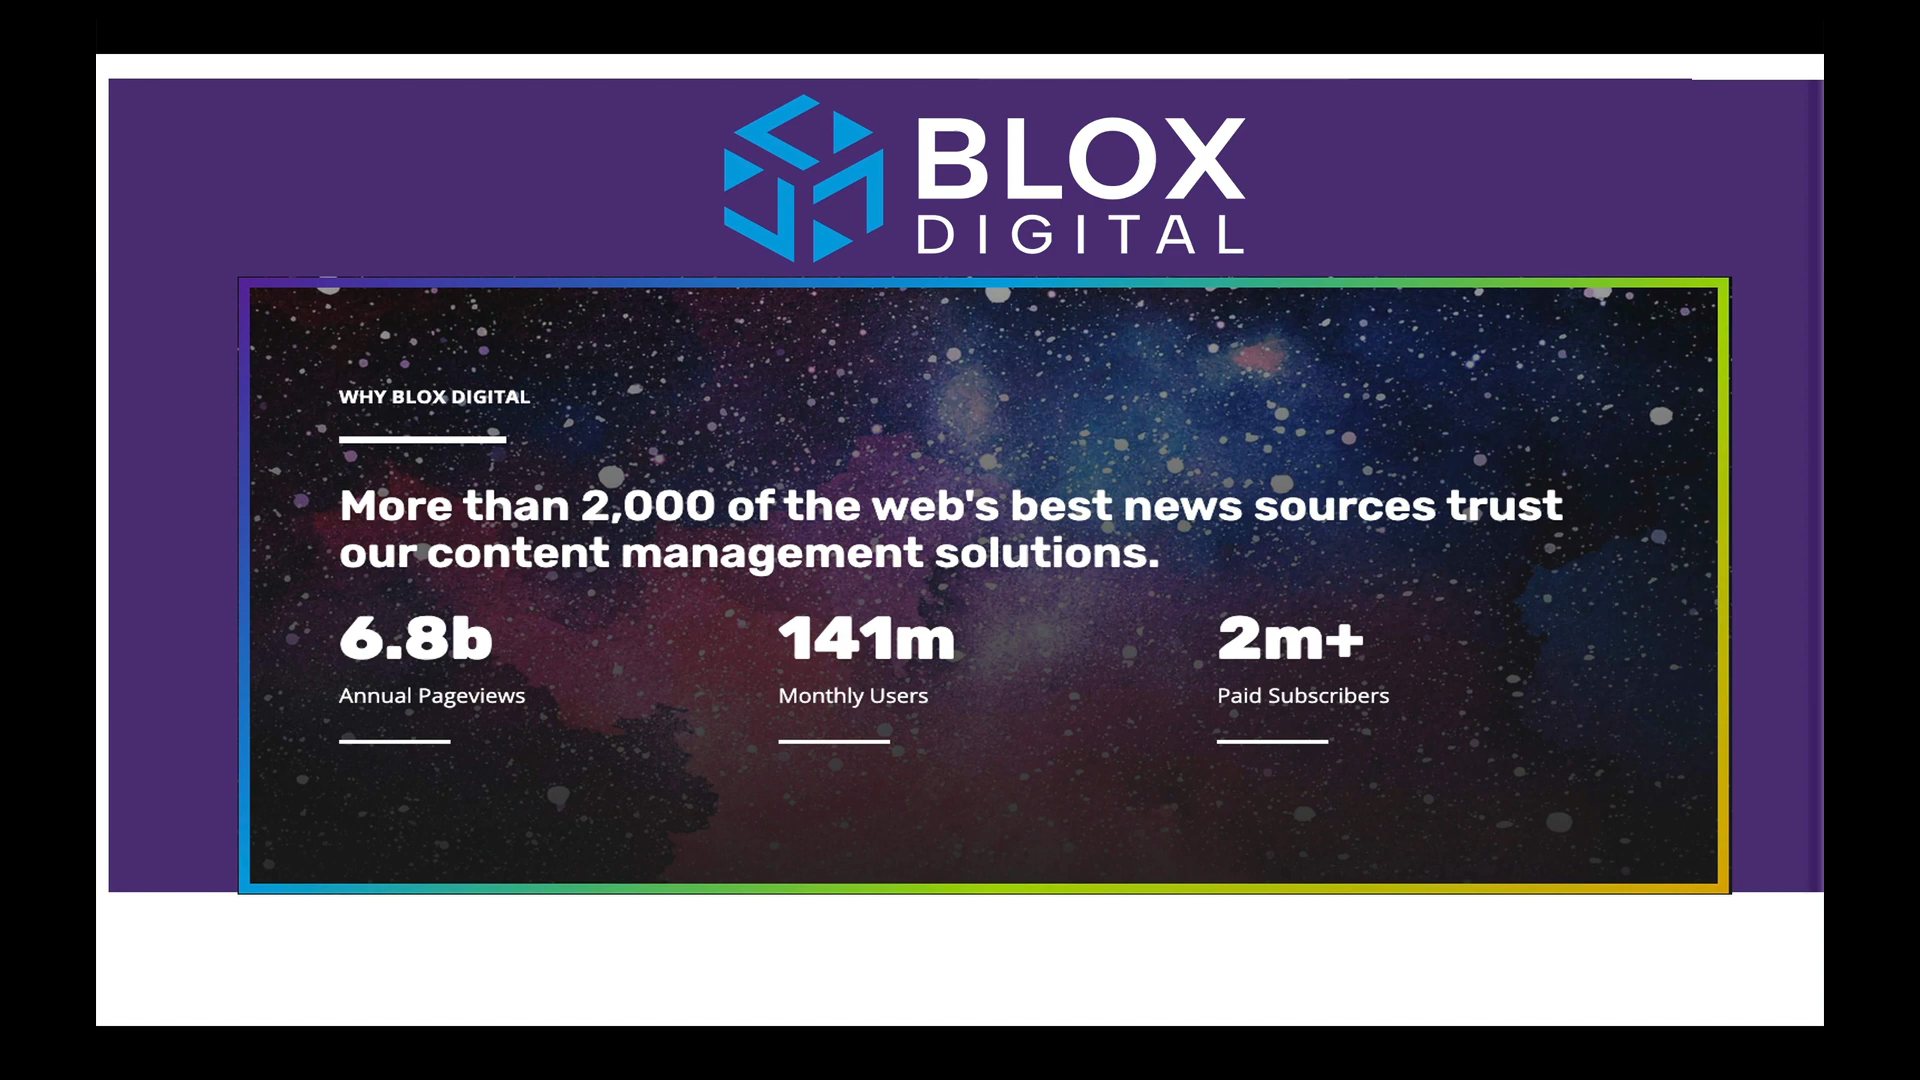 BLOX
DIGITAL
WHY BLOX DIGITAL
More than 2,000 of the web's best news sources trust
our content management solutions.
6.8b 141m 2m+
Annual Pageviews Monthly Users Paid Subscribers